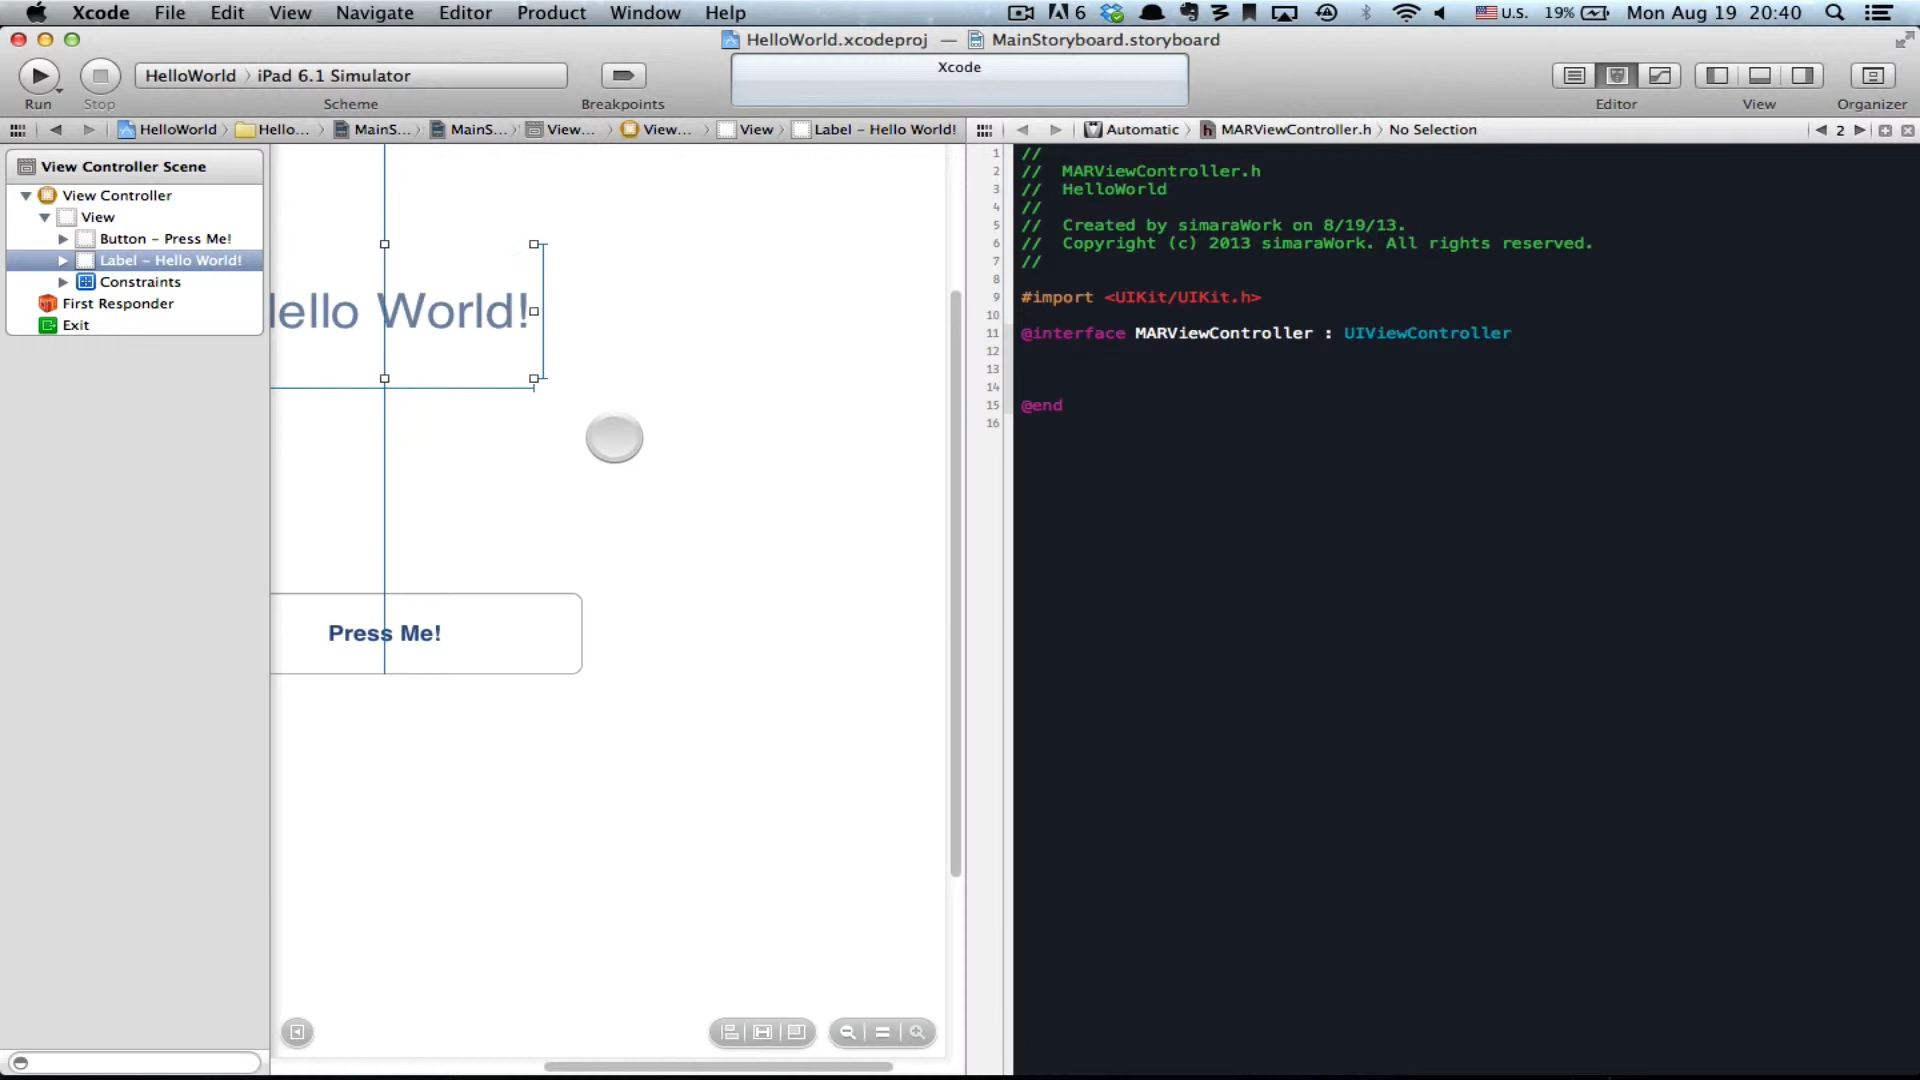 Xcode File Edit View Navigate Editor Product Window Help 6 U.S. 19% Mon Aug 19 20:40
HelloWorld.xcodeproj — MainStoryboard.storyboard
HelloWorld 〉 iPad 6.1 Simulator
Xcode
Run Stop Scheme Breakpoints Editor View Organizer
HelloWorld 〉 Hello... 〉 MainS... 〉 MainS... 〉 View... 〉 View... 〉 View 〉 Label – Hello World!
Automatic 〉 MARViewController.h 〉 No Selection 2
View Controller Scene
View Controller
View
Button – Press Me!
Label – Hello World!
Constraints
First Responder
Exit
ello World!
Press Me!
1 //
2 // MARViewController.h
3 // HelloWorld
4 //
5 // Created by simaraWork on 8/19/13.
6 // Copyright (c) 2013 simaraWork. All rights reserved.
7 //
8
9 #import <UIKit/UIKit.h>
10
11 @interface MARViewController : UIViewController
12
13
14
15 @end
16